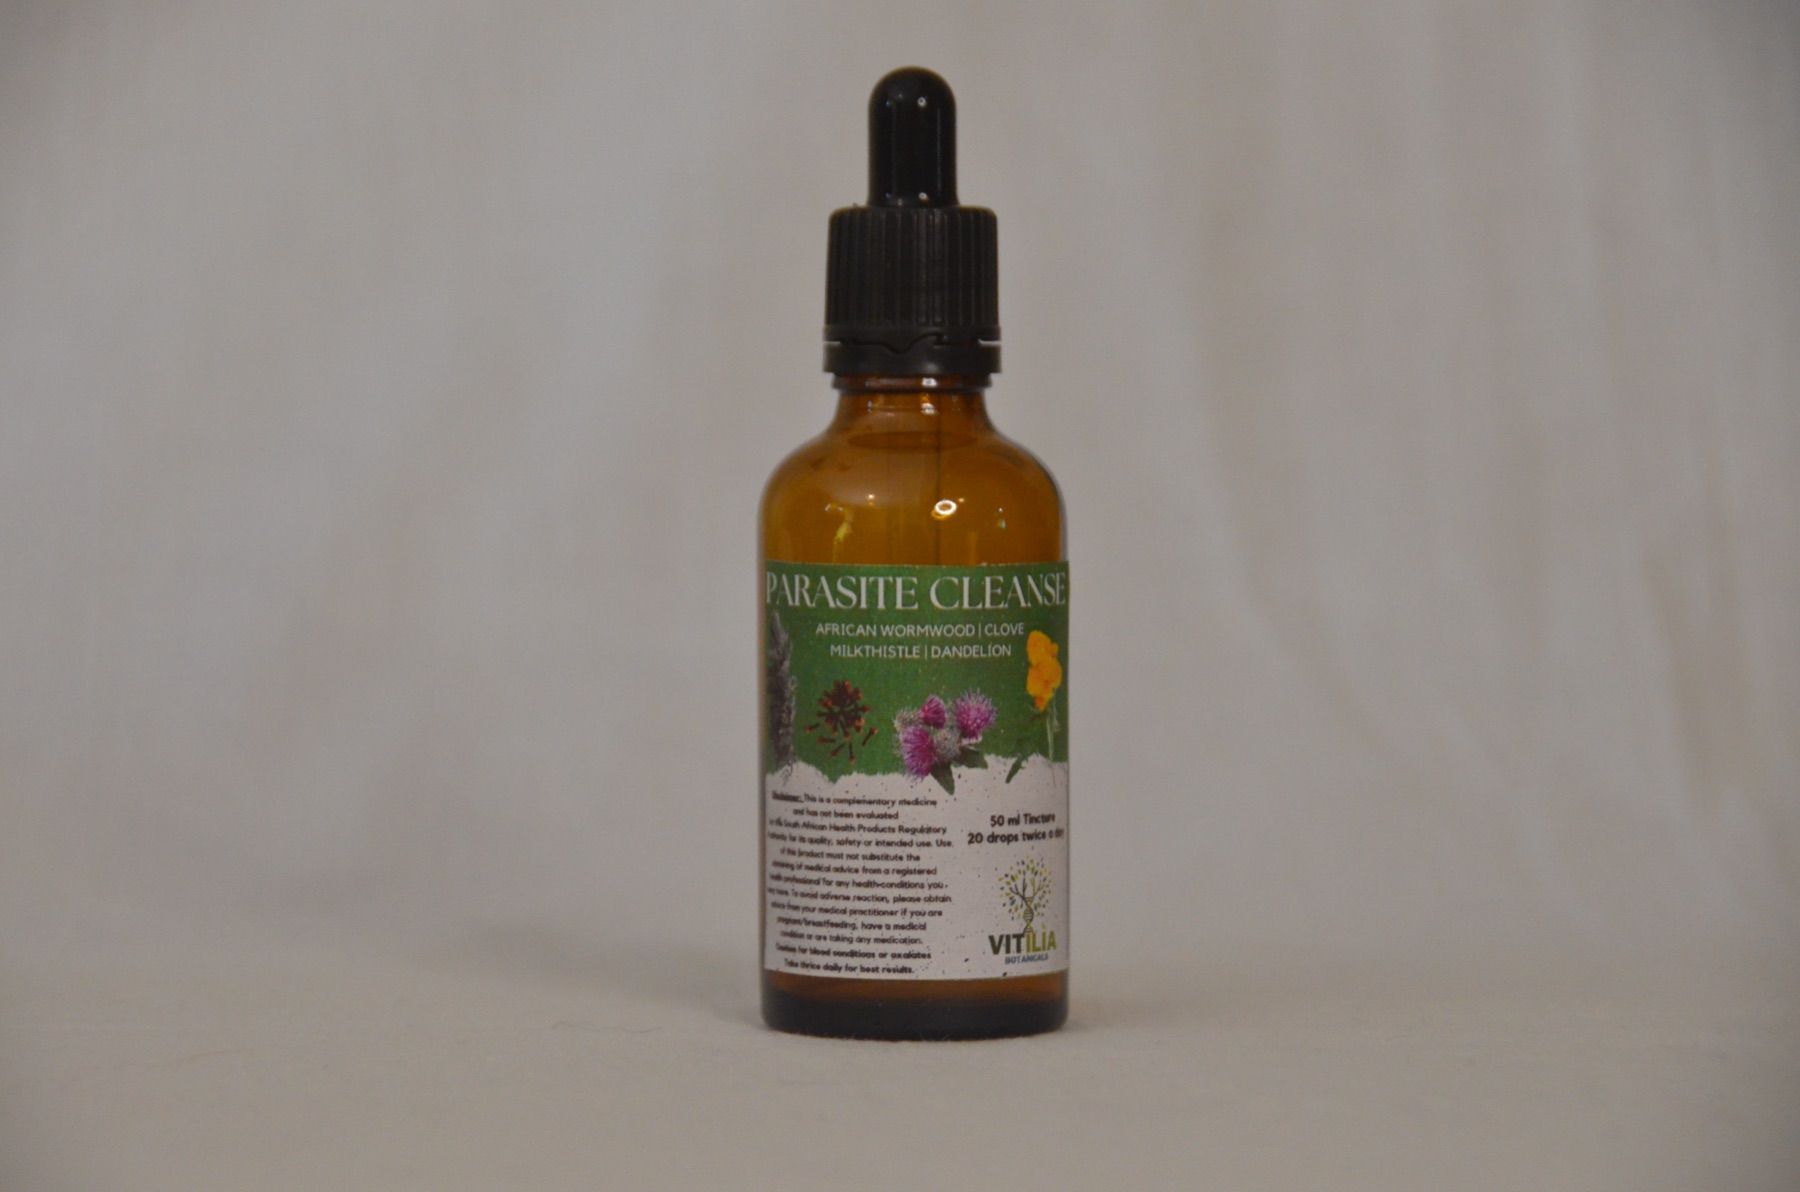 PARASITE CLEANSE
AFRICAN WORMWOOD | CLOVE
MILKTHISTLE | DANDELION
Disclaimer: This is a complementary medicine
and has not been evaluated
South African Health Products Regulatory
for its quality, safety or intended use. Use
of this product must not substitute the
of medical advice from a registered
health professional for any health conditions you
have. To avoid adverse reaction, please obtain
advice from your medical practitioner if you are
pregnant/breastfeeding, have a medical
condition or are taking any medication.
Caution for blood conditions or oxalates
Take thrice daily for best results.
50 ml Tincture
20 drops twice a
VITILIA
BOTANICALS